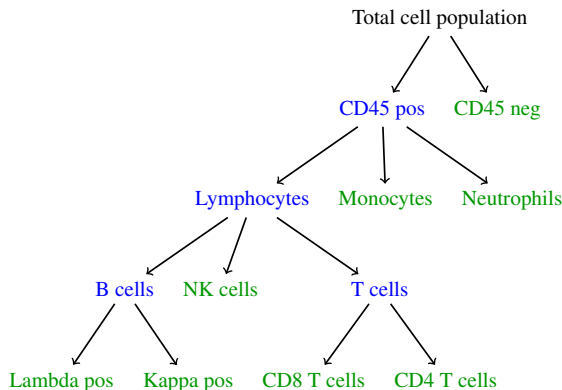 Total cell population
CD45 pos
CD45 neg
Lymphocytes
Monocytes
Neutrophils
B cells
NK cells
T cells
Lambda pos
Kappa pos
CD8 T cells
CD4 T cells